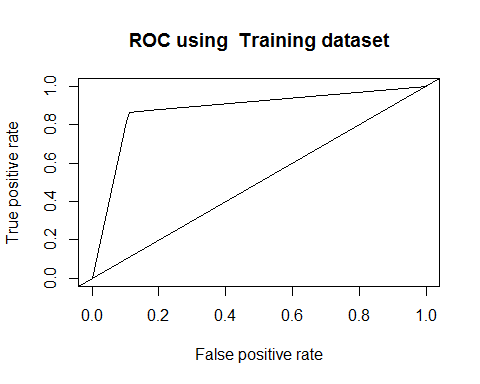 ROC using  Training dataset
True positive rate
1.0
0.8
0.6
0.4
0.2
0.0
0.0 0.2 0.4 0.6 0.8 1.0
False positive rate